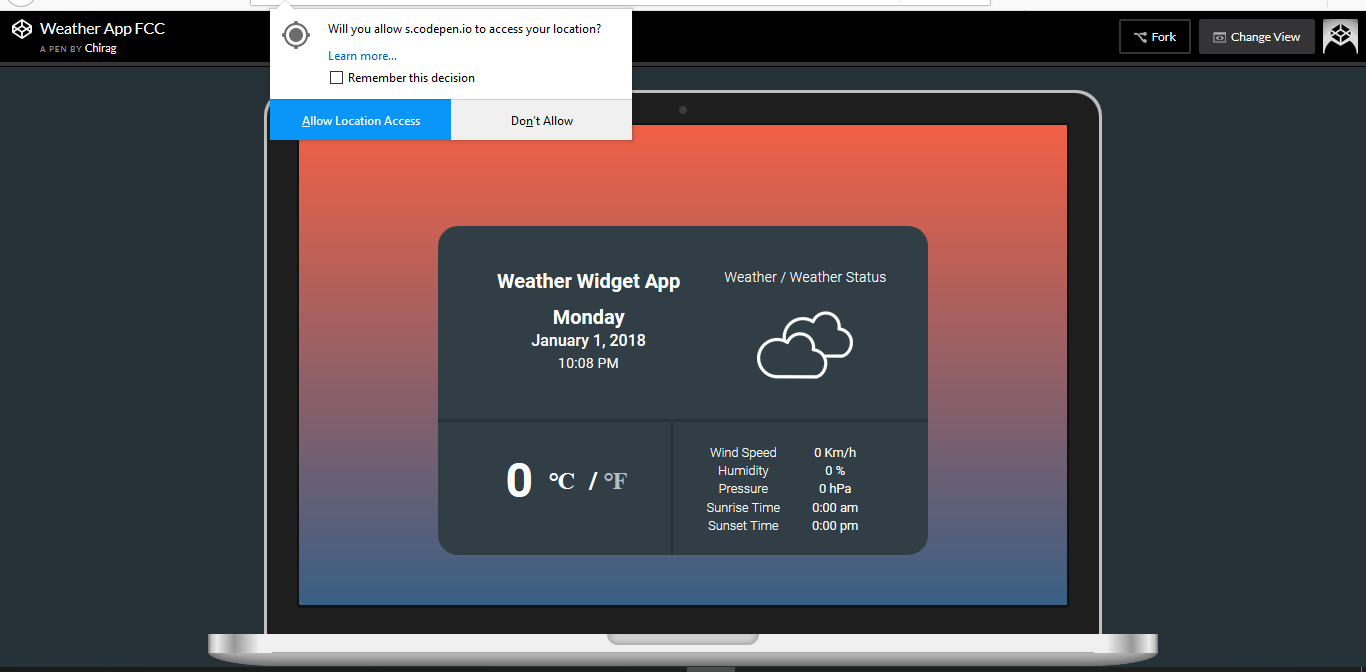 Weather App FCC
A PEN BY Chirag
Will you allow s.codepen.io to access your location?
Learn more...
Remember this decision
Allow Location Access
Don't Allow
Fork
Change View
Weather Widget App
Monday
January 1, 2018
10:08 PM
Weather / Weather Status
0 °C / °F
Wind Speed 0 Km/h
Humidity 0 %
Pressure 0 hPa
Sunrise Time 0:00 am
Sunset Time 0:00 pm